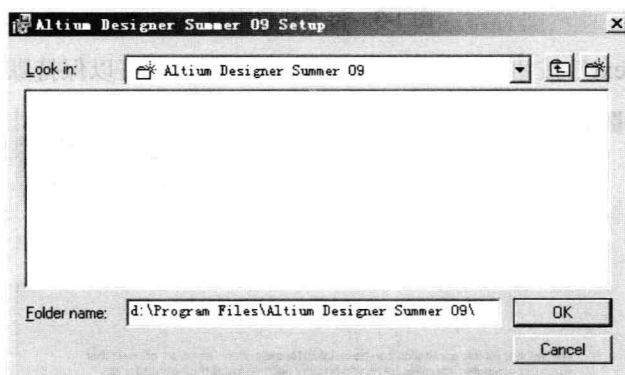 Altium Designer Summer 09 Setup
Look in: Altium Designer Summer 09
Folder name: d:\Program Files\Altium Designer Summer 09\
OK
Cancel